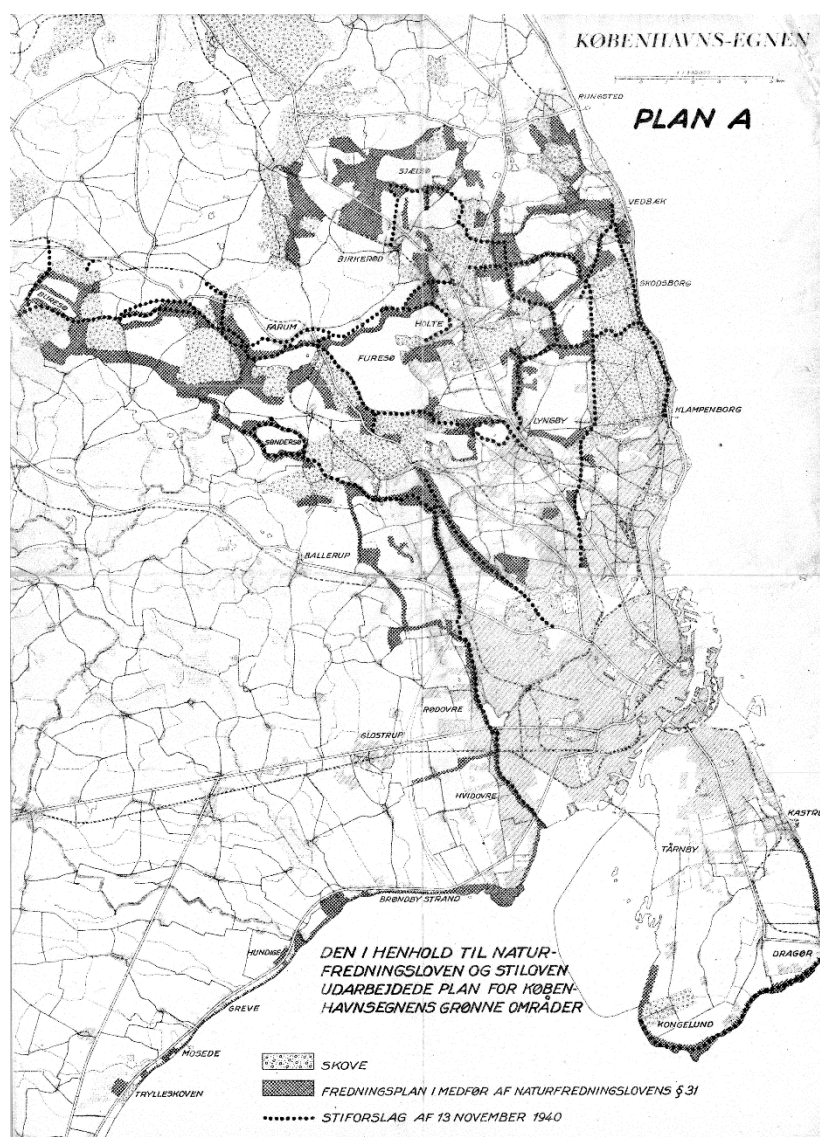 KØBENHAVNS-EGNEN
PLAN A
RUNGSTED
SJÆLSØ
VEDBÆK
BIRKERØD
SKODSBORG
BURESØ
FARUM
HOLTE
FURESØ
KLAMPENBORG
LYNGBY
SØNDERSØ
BALLERUP
RØDOVRE
GLOSTRUP
HVIDOVRE
KASTRU
TÅRNBY
BRØNDBY STRAND
HUNDIGE
DRAGØR
GREVE
KONGELUND
MOSEDE
TRYLLESKOVEN
DEN I HENHOLD TIL NATUR-
FREDNINGSLOVEN OG STILOVEN
UDARBEJDEDE PLAN FOR KØBEN-
HAVNSEGNENS GRØNNE OMRÅDER
SKOVE
FREDNINGSPLAN I MEDFØR AF NATURFREDNINGSLOVENS § 31
STIFORSLAG AF 13 NOVEMBER 1940